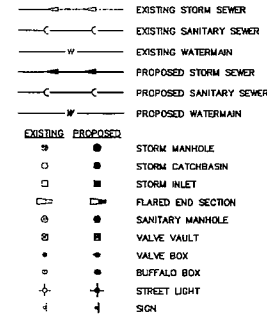 EXISTING STORM SEWER
EXISTING SANITARY SEWER
W EXISTING WATERMAIN
PROPOSED STORM SEWER
PROPOSED SANITARY SEWER
W PROPOSED WATERMAIN
EXISTING PROPOSED
STORM MANHOLE
STORM CATCHBASIN
STORM INLET
FLARED END SECTION
SANITARY MANHOLE
VALVE VAULT
VALVE BOX
BUFFALO BOX
STREET LIGHT
SIGN